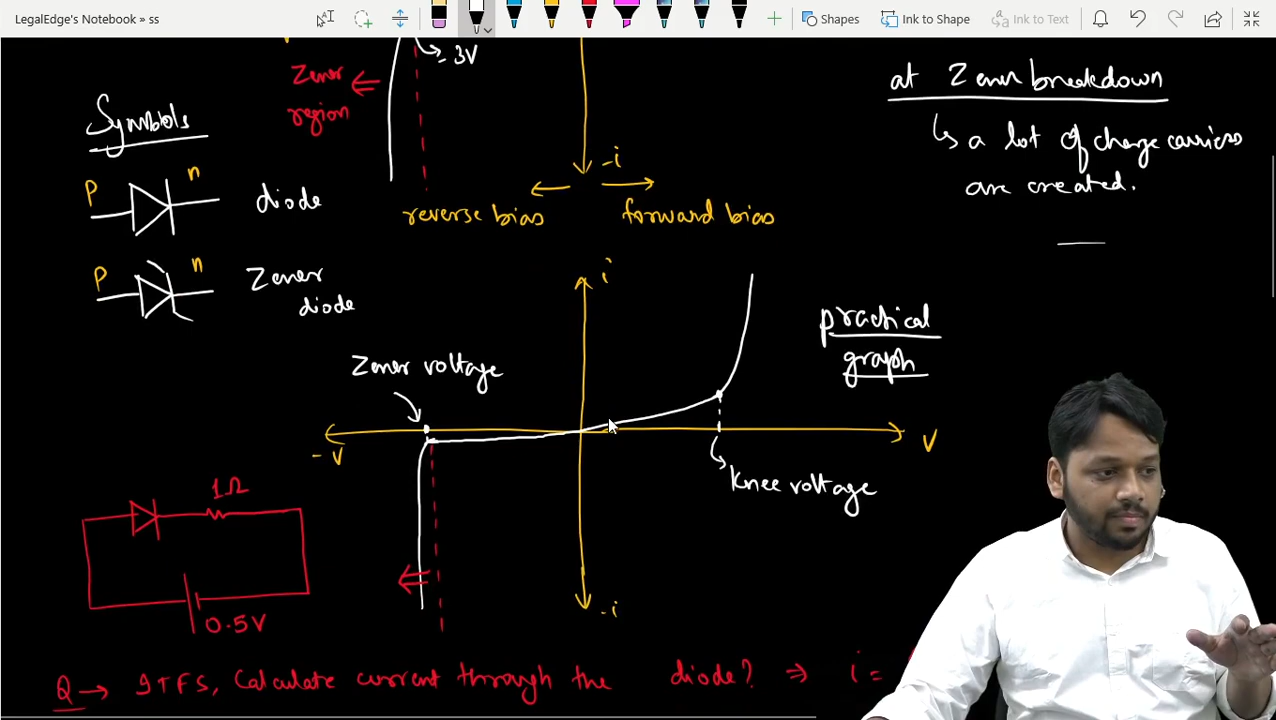 LegalEdge's Notebook » ss
Shapes
Ink to Shape
Ink to Text
-3V
Zener
region
at Zener breakdown
↳ a lot of charge carriers
are created.
Symbols
P n diode
P n Zener
diode
-i
reverse bias forward bias
i
practical
graph
Zener voltage
-V
V
Knee voltage
1Ω
0.5V
-i
Q → ITFS, Calculate current through the diode? ⇒ i =